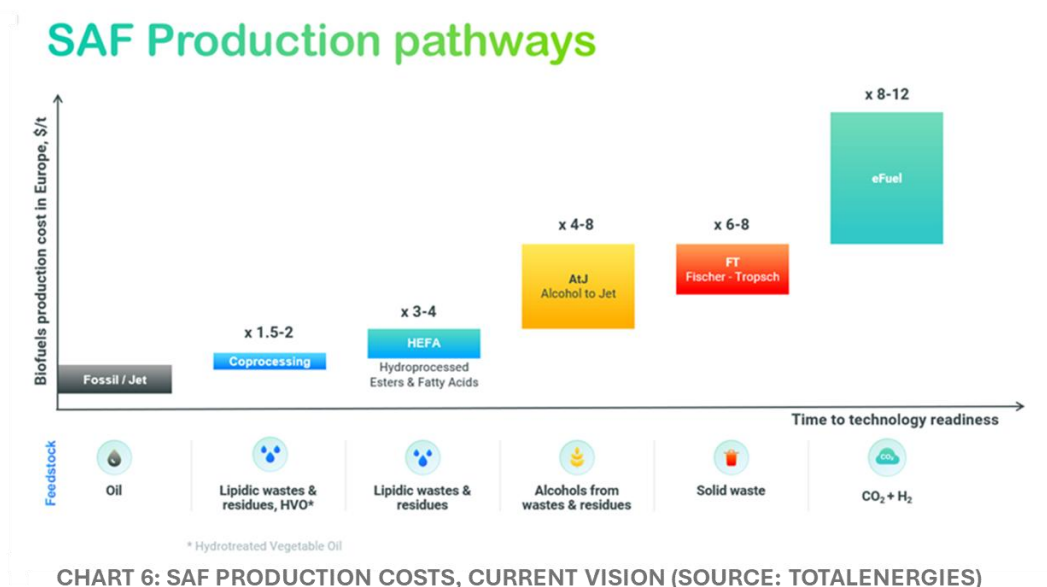 SAF Production pathways
Biofuels production cost in Europe, $/t
x 8-12
eFuel
x 4-8
x 6-8
AtJ
Alcohol to Jet
FT
Fischer - Tropsch
x 3-4
x 1.5-2
HEFA
Coprocessing
Hydroprocessed
Esters & Fatty Acids
Fossil / Jet
Time to technology readiness
Feedstock
CO₂
Oil
Lipidic wastes &
residues, HVO*
Lipidic wastes &
residues
Alcohols from
wastes & residues
Solid waste
CO₂ + H₂
* Hydrotreated Vegetable Oil
CHART 6: SAF PRODUCTION COSTS, CURRENT VISION (SOURCE: TOTALENERGIES)